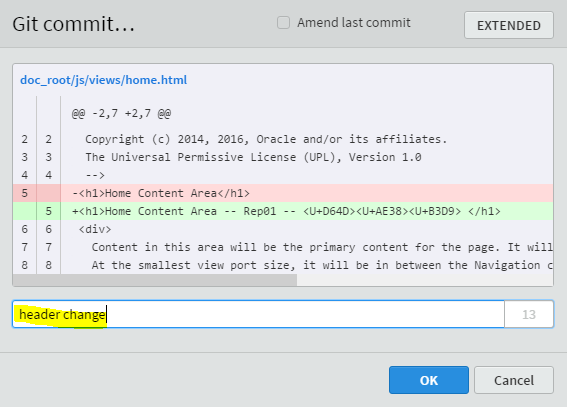 Git commit…
Amend last commit
EXTENDED
doc_root/js/views/home.html
@@ -2,7 +2,7 @@
2 2 Copyright (c) 2014, 2016, Oracle and/or its affiliates.
3 3 The Universal Permissive License (UPL), Version 1.0
4 4 -->
5 -<h1>Home Content Area</h1>
5 +<h1>Home Content Area -- Rep01 -- <U+D64D><U+AE38><U+B3D9> </h1>
6 6 <div>
7 7 Content in this area will be the primary content for the page. It will
8 8 At the smallest view port size, it will be in between the Navigation c
header change
13
OK
Cancel